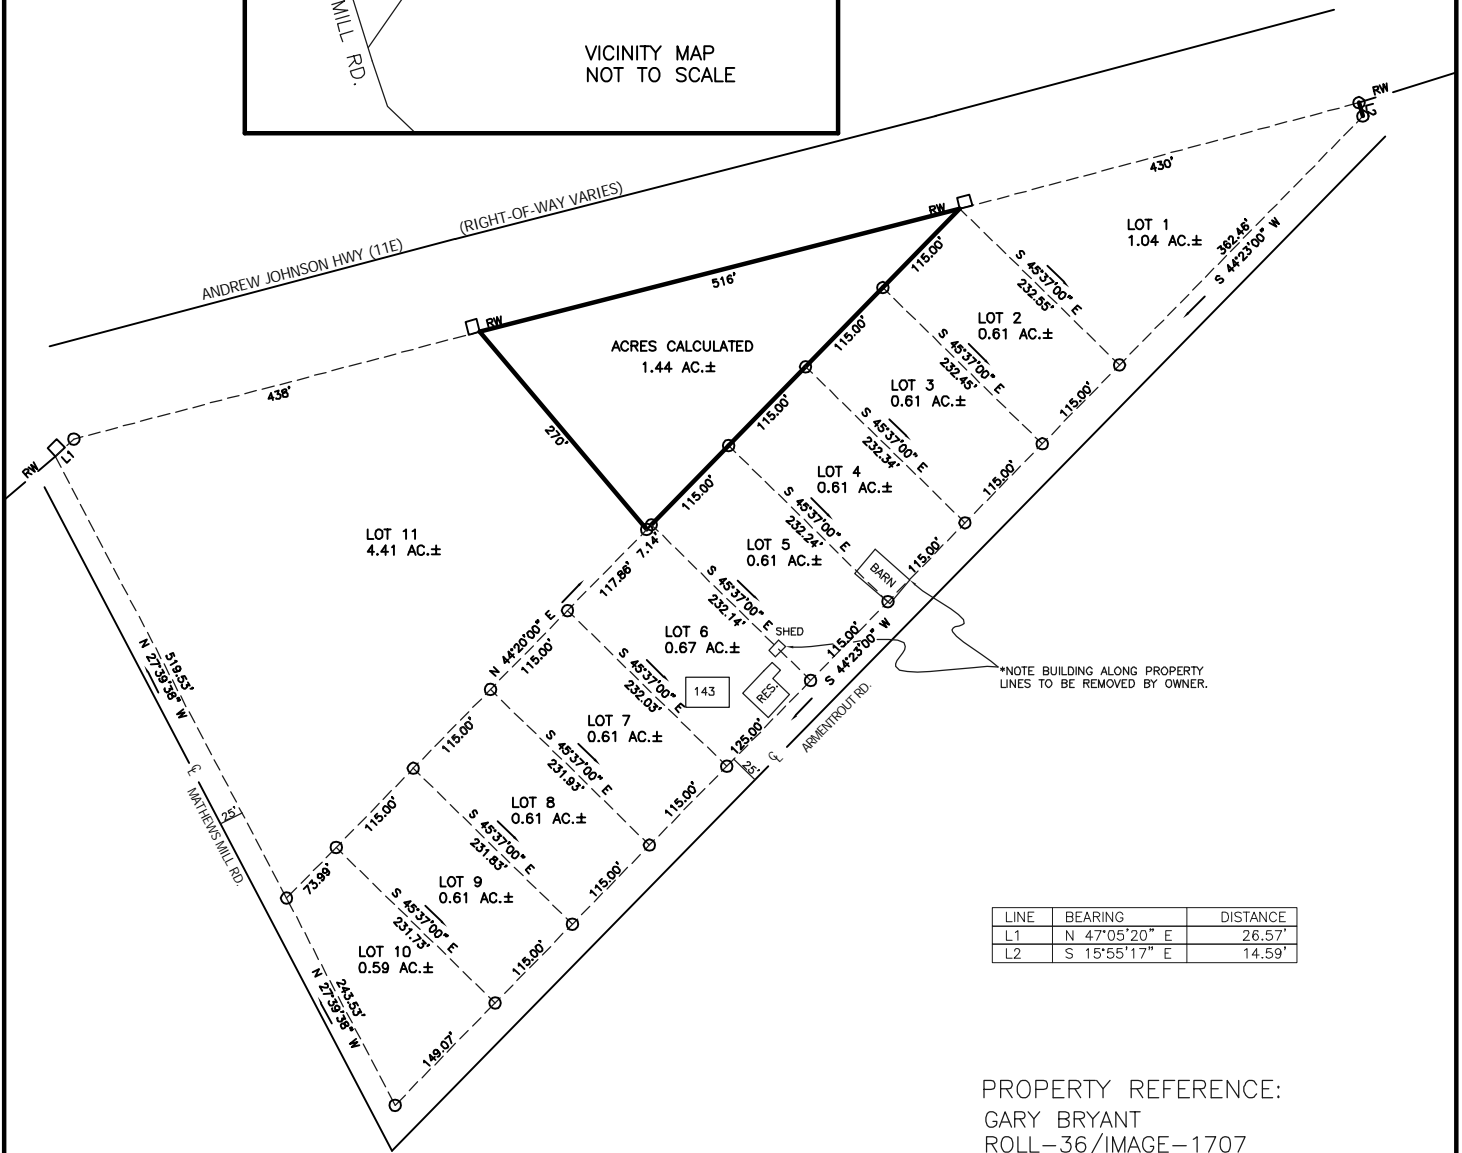 MILL RD.
VICINITY MAP
NOT TO SCALE
ANDREW JOHNSON HWY (11E)
(RIGHT-OF-WAY VARIES)
RW
L2
430'
RW
516'
RW
438'
RW
L1
LOT 1
1.04 AC.±
362.46'
S 44°23'00" W
S 45°37'00" E
232.55'
115.00'
LOT 2
0.61 AC.±
ACRES CALCULATED
1.44 AC.±
115.00'
S 45°37'00" E
232.45'
115.00'
LOT 3
0.61 AC.±
270'
115.00'
S 45°37'00" E
232.34'
115.00'
LOT 4
0.61 AC.±
115.00'
S 45°37'00" E
232.24'
115.00'
BARN
LOT 11
4.41 AC.±
LOT 5
0.61 AC.±
7.14'
117.86'
S 45°37'00" E
232.14'
115.00'
S 44°23'00" W
SHED
LOT 6
0.67 AC.±
143
RES.
*NOTE BUILDING ALONG PROPERTY
LINES TO BE REMOVED BY OWNER.
N 44°20'00" E
115.00'
S 45°37'00" E
232.03'
125.00'
25'
℄ ARMENTROUT RD.
519.53'
N 27°39'38" W
LOT 7
0.61 AC.±
115.00'
S 45°37'00" E
231.93'
115.00'
℄ MATHEWS MILL RD.
25'
LOT 8
0.61 AC.±
115.00'
S 45°37'00" E
231.83'
115.00'
73.99'
LOT 9
0.61 AC.±
S 45°37'00" E
231.73'
115.00'
LOT 10
0.59 AC.±
243.53'
N 27°39'38" W
149.07'
LINE BEARING DISTANCE
L1 N 47°05'20" E 26.57'
L2 S 15°55'17" E 14.59'
PROPERTY REFERENCE:
GARY BRYANT
ROLL-36/IMAGE-1707